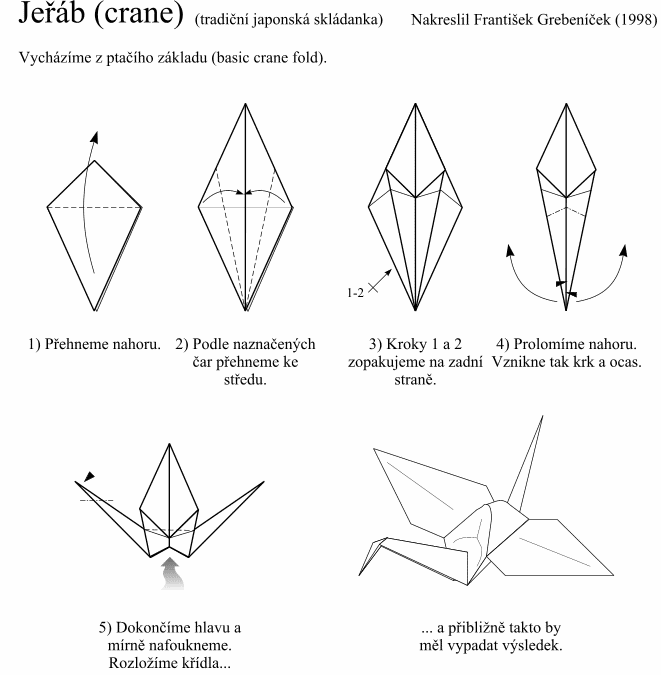 Jeřáb (crane) (tradiční japonská skládanka) Nakreslil František Grebeníček (1998)
Vycházíme z ptačího základu (basic crane fold).
1-2
1) Přehneme nahoru.
2) Podle naznačených
čar přehneme ke
středu.
3) Kroky 1 a 2
zopakujeme na zadní
straně.
4) Prolomíme nahoru.
Vznikne tak krk a ocas.
5) Dokončíme hlavu a
mírně nafoukneme.
Rozložíme křídla...
... a přibližně takto by
měl vypadat výsledek.